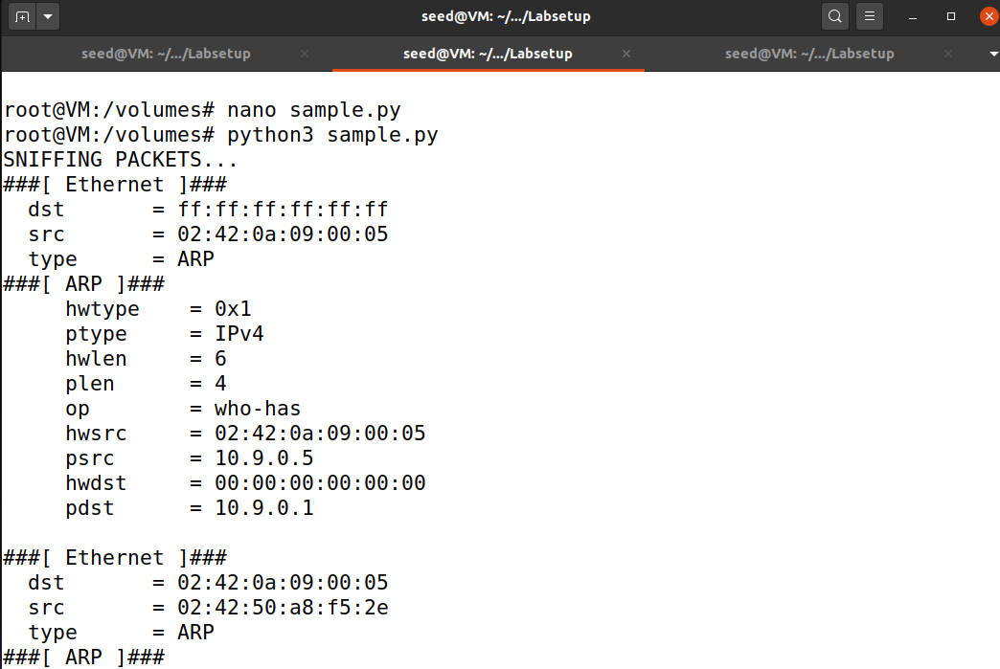 seed@VM: ~/.../Labsetup
seed@VM: ~/.../Labsetup seed@VM: ~/.../Labsetup seed@VM: ~/.../Labsetup
root@VM:/volumes# nano sample.py
root@VM:/volumes# python3 sample.py
SNIFFING PACKETS...
###[ Ethernet ]###
  dst       = ff:ff:ff:ff:ff:ff
  src       = 02:42:0a:09:00:05
  type      = ARP
###[ ARP ]###
     hwtype    = 0x1
     ptype     = IPv4
     hwlen     = 6
     plen      = 4
     op        = who-has
     hwsrc     = 02:42:0a:09:00:05
     psrc      = 10.9.0.5
     hwdst     = 00:00:00:00:00:00
     pdst      = 10.9.0.1
###[ Ethernet ]###
  dst       = 02:42:0a:09:00:05
  src       = 02:42:50:a8:f5:2e
  type      = ARP
###[ ARP ]###